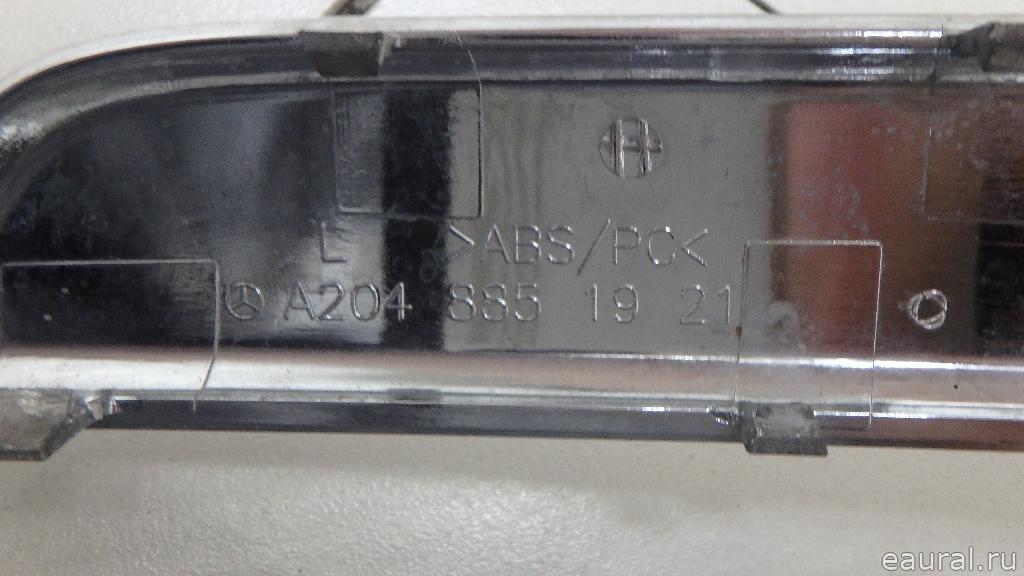 H
L >ABS/PC<
A204 885 19 21
eaural.ru